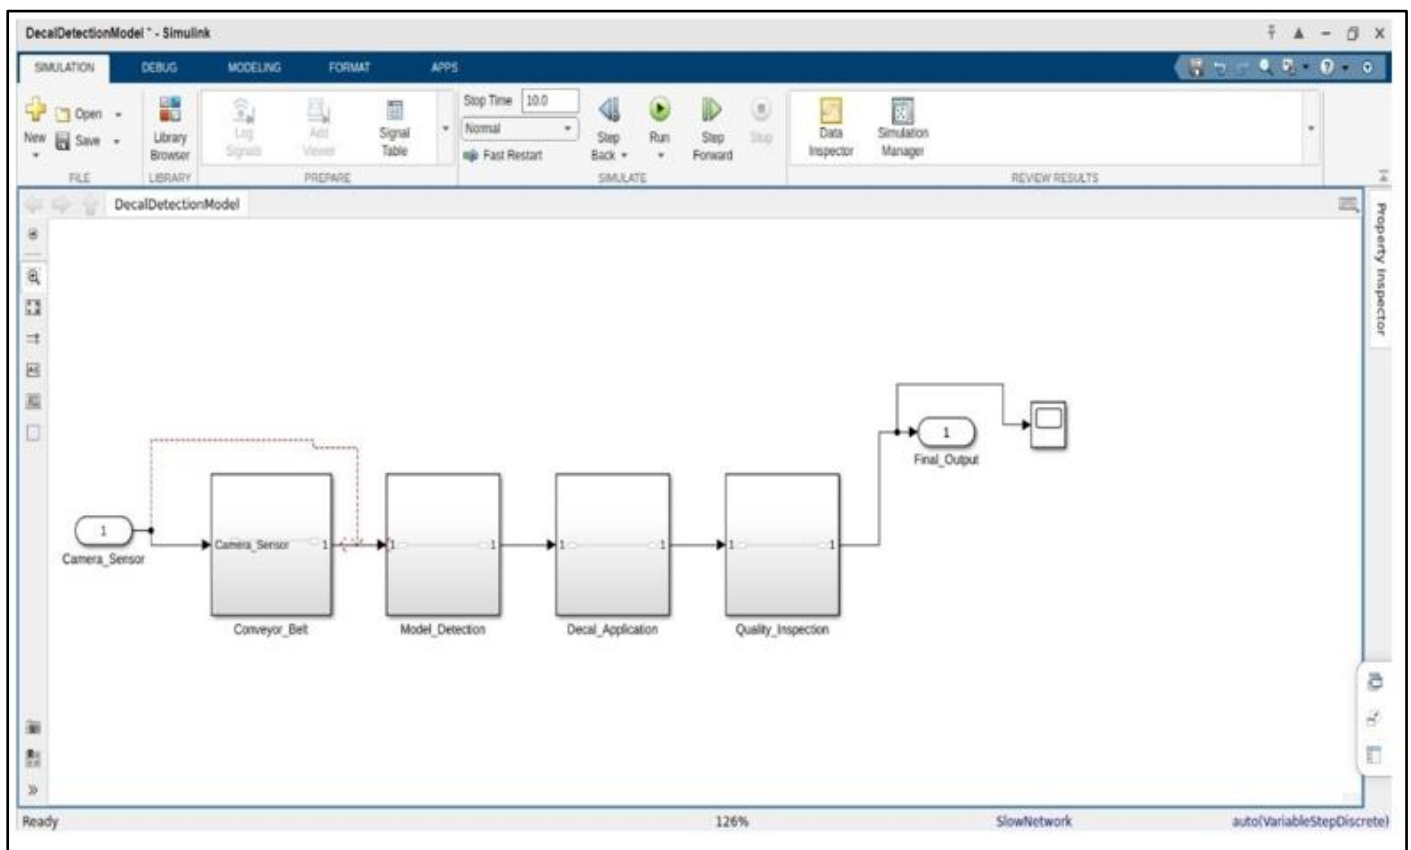 DecalDetectionModel * - Simulink
SIMULATION DEBUG MODELING FORMAT APPS
New
Open
Save
FILE
Library
Browser
LIBRARY
Log
Signals
Add
Viewer
Signal
Table
PREPARE
Stop Time 10.0
Normal
Fast Restart
Step
Back
Run
Step
Forward
Stop
SIMULATE
Data
Inspector
Simulation
Manager
REVIEW RESULTS
DecalDetectionModel
Property Inspector
1
Camera_Sensor
Camera_Sensor 1
Conveyor_Belt
1 1
Model_Detection
1 1
Decal_Application
1 1
Quality_Inspection
1
Final_Output
Ready 126% SlowNetwork auto(VariableStepDiscrete)